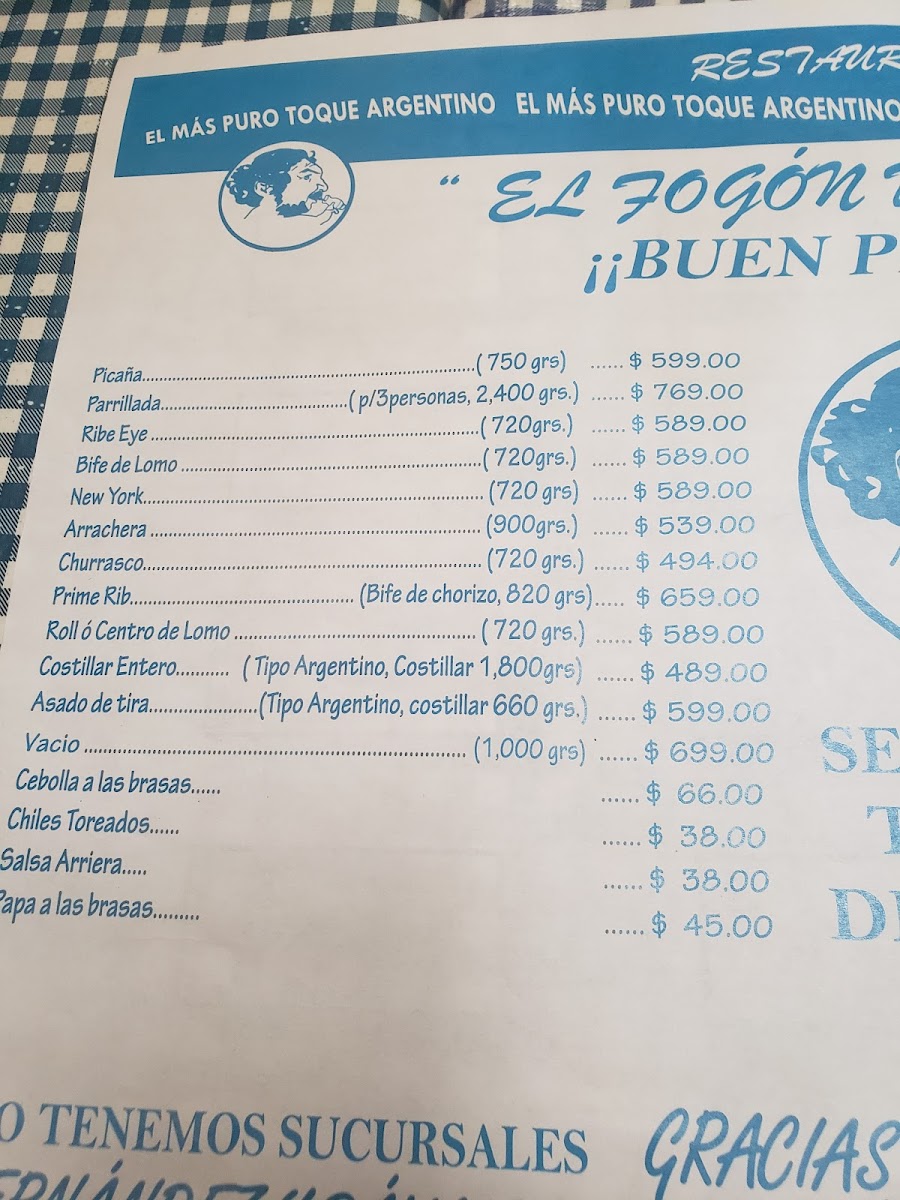 RESTAUR
EL MÁS PURO TOQUE ARGENTINO EL MÁS PURO TOQUE ARGENTINO
" EL FOGÓN
¡¡BUEN P
Picaña..........(750 grs) ...... $ 599.00
Parrillada..........(p/3personas, 2,400 grs.) ...... $ 769.00
Ribe Eye..........(720grs.) ...... $ 589.00
Bife de Lomo..........(720grs.) ...... $ 589.00
New York..........(720 grs) ...... $ 589.00
Arrachera..........(900grs.) ...... $ 539.00
Churrasco..........(720 grs.) ...... $ 494.00
Prime Rib..........(Bife de chorizo, 820 grs)..... $ 659.00
Roll ó Centro de Lomo..........(720 grs.) ...... $ 589.00
Costillar Entero........... (Tipo Argentino, Costillar 1,800grs) ...... $ 489.00
Asado de tira..........(Tipo Argentino, costillar 660 grs.) ...... $ 599.00
Vacio..........(1,000 grs) ...... $ 699.00
Cebolla a las brasas...... ...... $ 66.00
Chiles Toreados...... ...... $ 38.00
Salsa Arriera..... ...... $ 38.00
Papa a las brasas......... ...... $ 45.00
SE
T
O TENEMOS SUCURSALES
GRACIAS